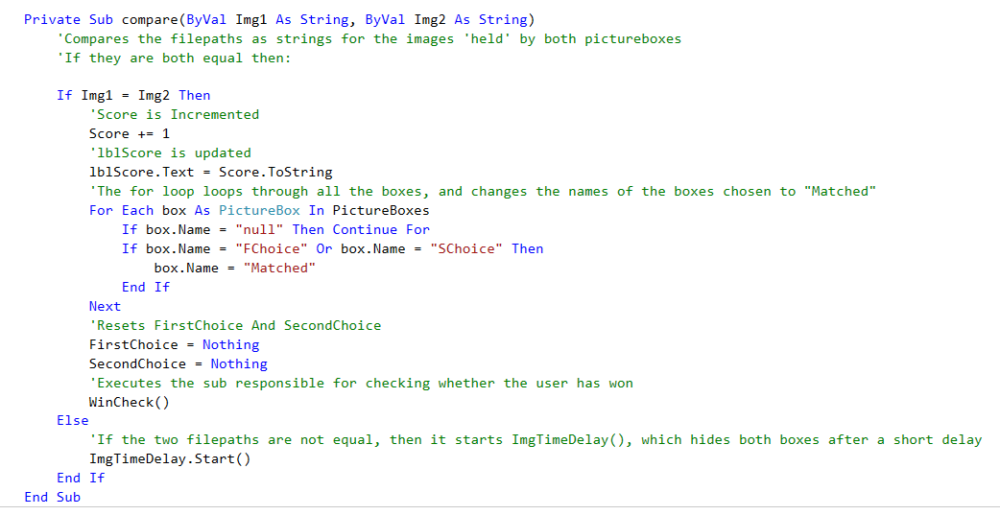 Private Sub compare(ByVal Img1 As String, ByVal Img2 As String)
    'Compares the filepaths as strings for the images 'held' by both pictureboxes
    'If they are both equal then:

    If Img1 = Img2 Then
        'Score is Incremented
        Score += 1
        'lblScore is updated
        lblScore.Text = Score.ToString
        'The for loop loops through all the boxes, and changes the names of the boxes chosen to "Matched"
        For Each box As PictureBox In PictureBoxes
            If box.Name = "null" Then Continue For
            If box.Name = "FChoice" Or box.Name = "SChoice" Then
                box.Name = "Matched"
            End If
        Next
        'Resets FirstChoice And SecondChoice
        FirstChoice = Nothing
        SecondChoice = Nothing
        'Executes the sub responsible for checking whether the user has won
        WinCheck()
    Else
        'If the two filepaths are not equal, then it starts ImgTimeDelay(), which hides both boxes after a short delay
        ImgTimeDelay.Start()
    End If
End Sub